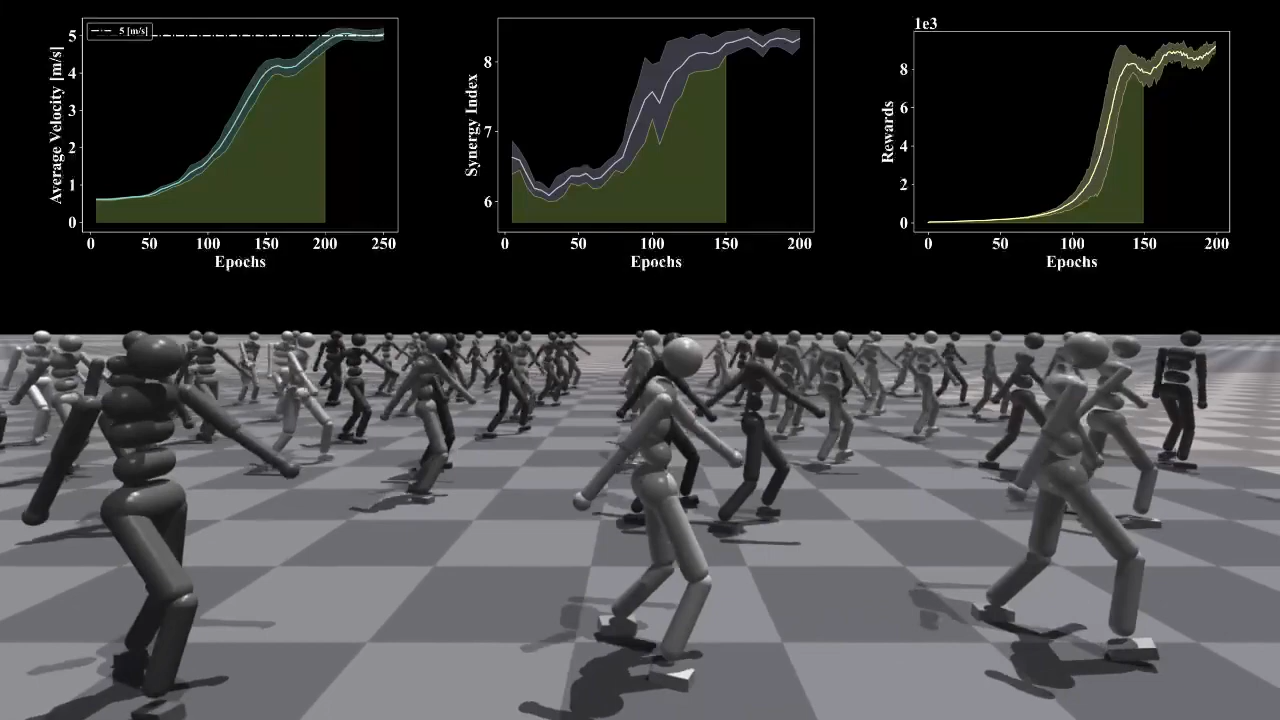 5 [m/s]
Average Velocity [m/s]
5
4
3
2
1
0
0 50 100 150 200 250
Epochs
Synergy Index
8
7
6
0 50 100 150 200
Epochs
1e3
Rewards
8
6
4
2
0
0 50 100 150 200
Epochs